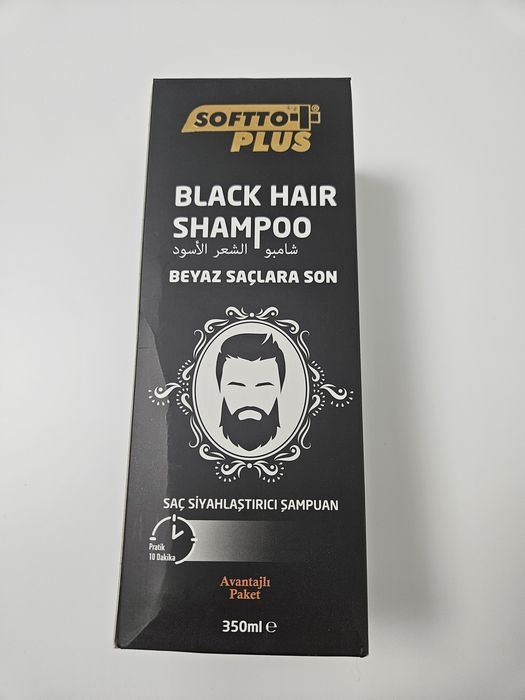 SOFTTO+®
PLUS
BLACK HAIR
SHAMPOO
شامبو الشعر الأسود
BEYAZ SAÇLARA SON
SAÇ SİYAHLAŞTIRICI ŞAMPUAN
Pratik
10 Dakika
Avantajlı
Paket
350ml ℮